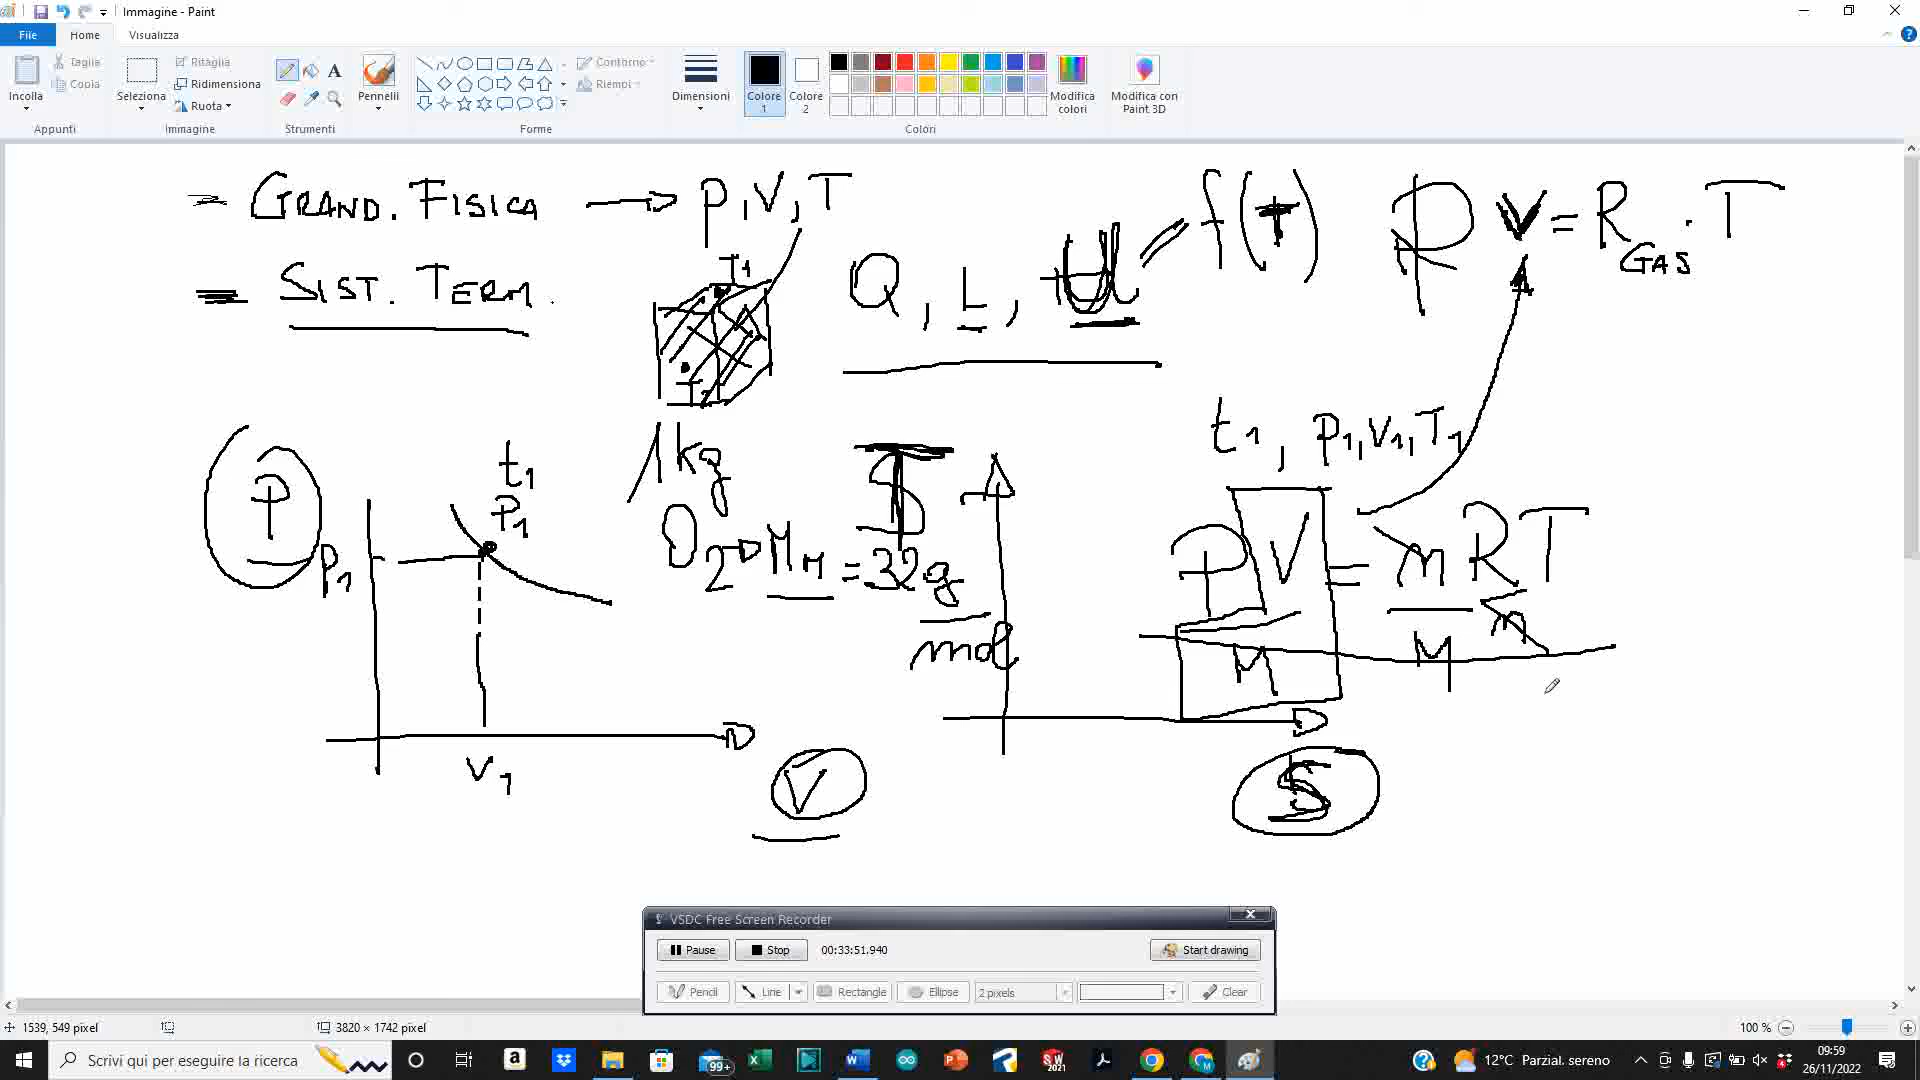 Immagine - Paint
File Home Visualizza
Incolla
Taglia
Copia
Appunti
Seleziona
Ritaglia
Ridimensiona
Ruota
Immagine
A
Strumenti
Pennelli
Contorno
Riempi
Forme
Dimensioni
Colore 1
Colore 2
Modifica colori
Modifica con Paint 3D
Colori
GRAND. FISICA p, V, T
SIST. TERM.
T1
Q, L, U
f(T)
P V = R GAS · T
1kg
O2 MM = 32 g
mol
P
t1
P1
P1
V1
V
t1, P1, V1, T1
P V = m R T
M M
n
S
VSDC Free Screen Recorder
Pause Stop 00:33:51.940 Start drawing
Pencil Line Rectangle Ellipse 2 pixels Clear
1539, 549 pixel 3820 × 1742 pixel 100 %
Scrivi qui per eseguire la ricerca
99+
12°C Parzial. sereno
09:59
26/11/2022